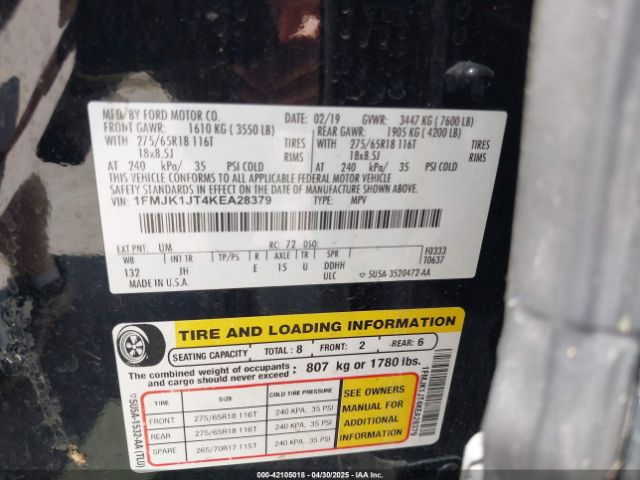 MFD. BY FORD MOTOR CO.
DATE: 02/19 GVWR: 3447 KG (7600 LB)
FRONT GAWR: 1610 KG (3550 LB) REAR GAWR: 1905 KG (4200 LB)
WITH 275/65R18 116T TIRES WITH 275/65R18 116T TIRES
18x8.5J RIMS 18x8.5J RIMS
AT 240 kPa/ 35 PSI COLD AT 240 kPa/ 35 PSI COLD
THIS VEHICLE CONFORMS TO ALL APPLICABLE FEDERAL MOTOR VEHICLE
SAFETY STANDARDS IN EFFECT ON THE DATE OF MANUFACTURE SHOWN ABOVE.
VIN: 1FMJK1JT4KEA28379 TYPE: MPV
EXT PNT: UM RC: 72 DSO:
WB INT TR TP/PS R AXLE TR SPR F0333
132 JH E 15 U DDHH T0637
MADE IN U.S.A. ULC ▽ 5U5A-3520472-AA
TIRE AND LOADING INFORMATION
SEATING CAPACITY TOTAL: 8 FRONT: 2 REAR: 6
The combined weight of occupants and cargo should never exceed: 807 kg or 1780 lbs.
TIRE SIZE COLD TIRE PRESSURE
FRONT 275/65R18 116T 240 KPA, 35 PSI
REAR 275/65R18 116T 240 KPA, 35 PSI
SPARE 265/70R17 115T 240 KPA, 35 PSI
SEE OWNERS
MANUAL FOR
ADDITIONAL
INFORMATION
▽5U5A-1532-AA (TLU)
1FMJK1JT4KEA28379
000-42105018 - 04/30/2025 - IAAI.COM